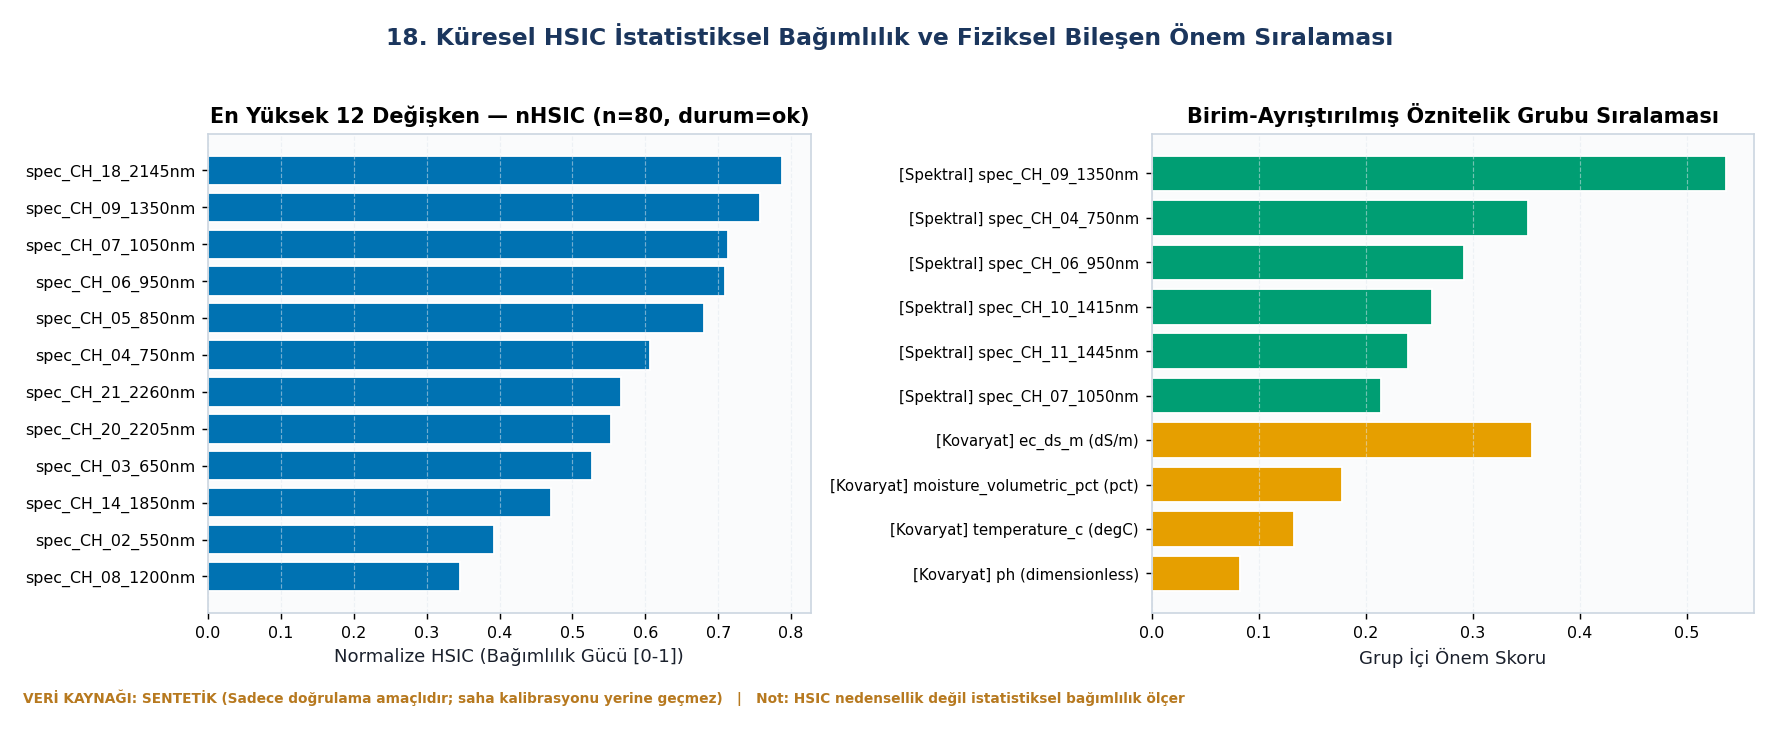 18. Küresel HSIC İstatistiksel Bağımlılık ve Fiziksel Bileşen Önem Sıralaması
En Yüksek 12 Değişken — nHSIC (n=80, durum=ok)
spec_CH_18_2145nm
spec_CH_09_1350nm
spec_CH_07_1050nm
spec_CH_06_950nm
spec_CH_05_850nm
spec_CH_04_750nm
spec_CH_21_2260nm
spec_CH_20_2205nm
spec_CH_03_650nm
spec_CH_14_1850nm
spec_CH_02_550nm
spec_CH_08_1200nm
0.0 0.1 0.2 0.3 0.4 0.5 0.6 0.7 0.8
Normalize HSIC (Bağımlılık Gücü [0-1])
Birim-Ayrıştırılmış Öznitelik Grubu Sıralaması
[Spektral] spec_CH_09_1350nm
[Spektral] spec_CH_04_750nm
[Spektral] spec_CH_06_950nm
[Spektral] spec_CH_10_1415nm
[Spektral] spec_CH_11_1445nm
[Spektral] spec_CH_07_1050nm
[Kovaryat] ec_ds_m (dS/m)
[Kovaryat] moisture_volumetric_pct (pct)
[Kovaryat] temperature_c (degC)
[Kovaryat] ph (dimensionless)
0.0 0.1 0.2 0.3 0.4 0.5
Grup İçi Önem Skoru
VERİ KAYNAĞI: SENTETİK (Sadece doğrulama amaçlıdır; saha kalibrasyonu yerine geçmez) | Not: HSIC nedensellik değil istatistiksel bağımlılık ölçer